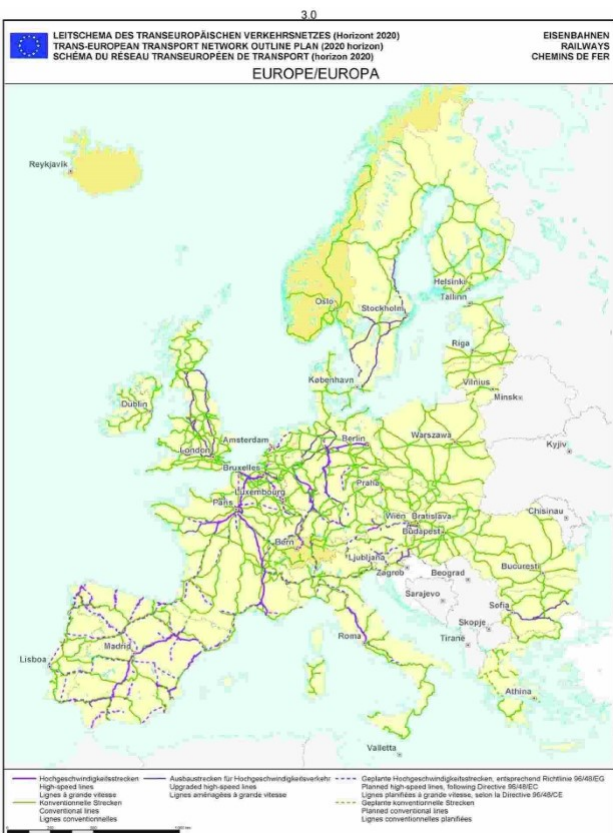 3.0
LEITSCHEMA DES TRANSEUROPÄISCHEN VERKEHRSNETZES (Horizont 2020)
TRANS-EUROPEAN TRANSPORT NETWORK OUTLINE PLAN (2020 horizon)
SCHÉMA DU RÉSEAU TRANSEUROPÉEN DE TRANSPORT (horizon 2020)
EISENBAHNEN
RAILWAYS
CHEMINS DE FER
EUROPE/EUROPA
Reykjavik
Oslo
Helsinki
Tallinn
Stockholm
Riga
København
Vilnius
Minsk
Dublin
Amsterdam
Berlin
Warszawa
London
Bruxelles
Kyjiv
Luxembourg
Praha
Paris
Chisinau
Wien
Bratislava
Budapest
Bern
Ljubljana
Bucuresti
Zagreb
Beograd
Sarajevo
Sofia
Skopje
Roma
Tiranë
Madrid
Lisboa
Athina
Valletta
Hochgeschwindigkeitsstrecken
High-speed lines
Lignes à grande vitesse
Konventionelle Strecken
Conventional lines
Lignes conventionnelles
Ausbaustrecken für Hochgeschwindigkeitsverkehr
Upgraded high-speed lines
Lignes aménagées à grande vitesse
Geplante Hochgeschwindigkeitsstrecken, entsprechend Richtlinie 96/48/EG
Planned high-speed lines, following Directive 96/48/EC
Lignes planifiées à grande vitesse, selon la Directive 96/48/CE
Geplante konventionelle Strecken
Planned conventional lines
Lignes conventionnelles planifiées